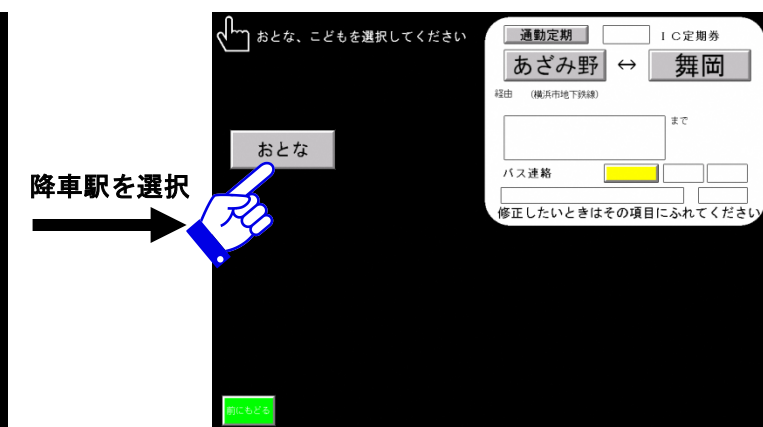 降車駅を選択
おとな、こどもを選択してください
おとな
前にもどる
通勤定期 IC定期券
あざみ野 ↔ 舞岡
経由 (横浜市地下鉄線)
まで
バス連絡
修正したいときはその項目にふれてください